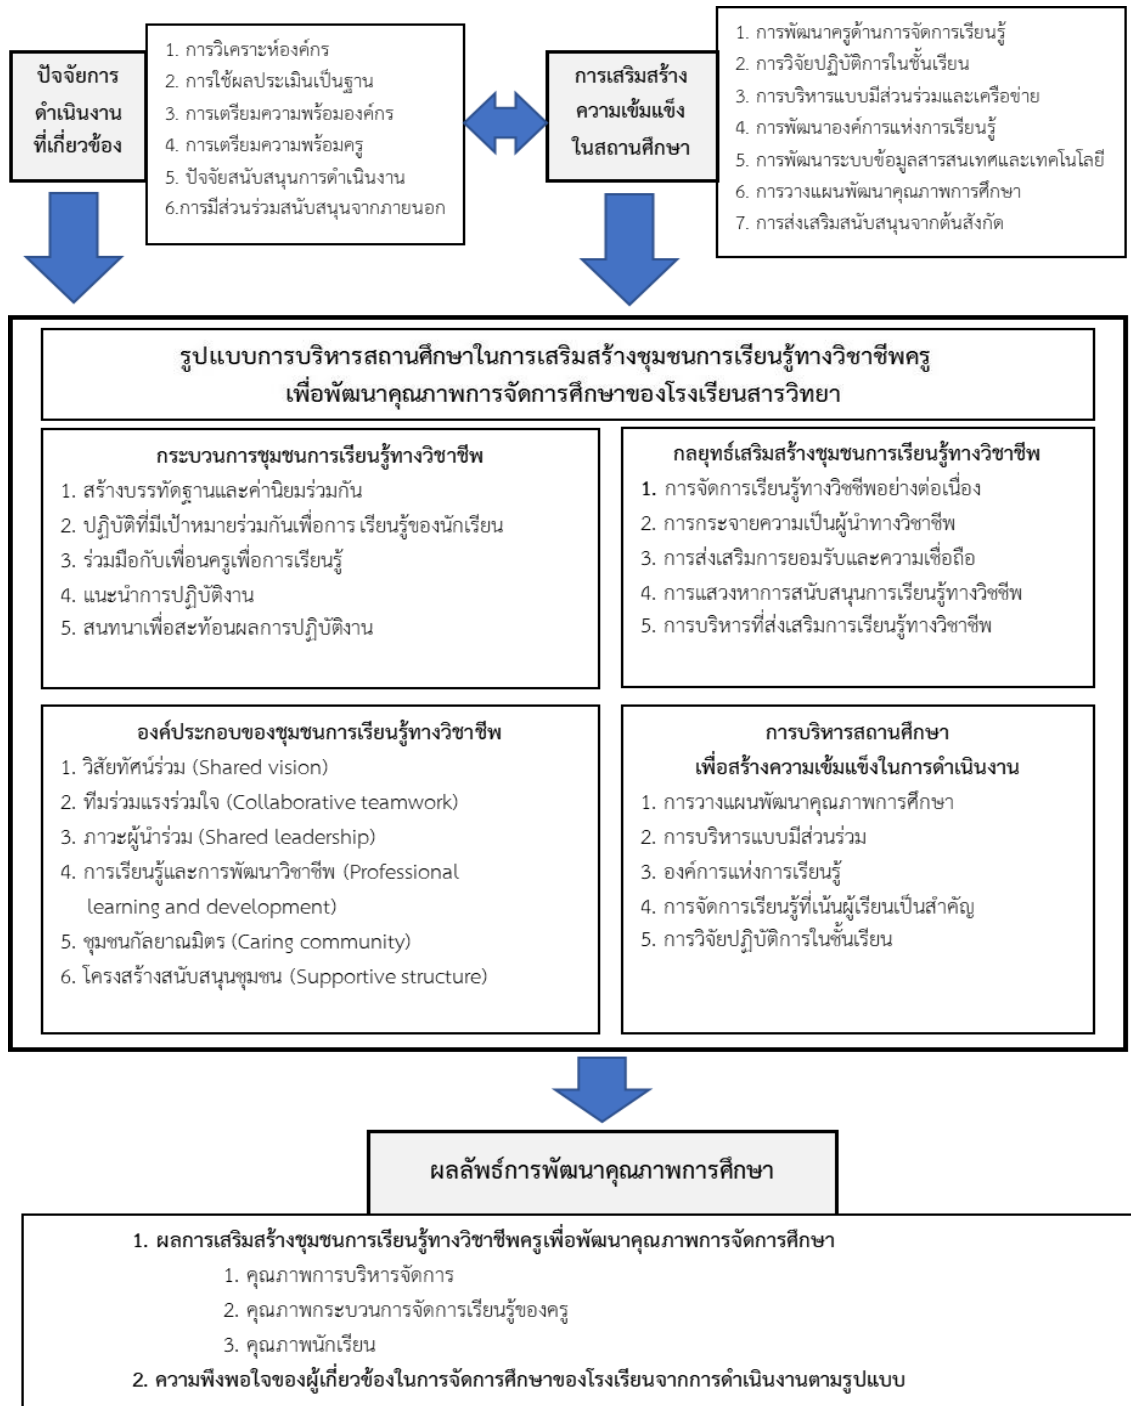 ปัจจัยการ
ดำเนินงาน
ที่เกี่ยวข้อง
1. การวิเคราะห์องค์กร
2. การใช้ผลประเมินเป็นฐาน
3. การเตรียมความพร้อมองค์กร
4. การเตรียมความพร้อมครู
5. ปัจจัยสนับสนุนการดำเนินงาน
6.การมีส่วนร่วมสนับสนุนจากภายนอก
การเสริมสร้าง
ความเข้มแข็ง
ในสถานศึกษา
1. การพัฒนาครูด้านการจัดการเรียนรู้
2. การวิจัยปฏิบัติการในชั้นเรียน
3. การบริหารแบบมีส่วนร่วมและเครือข่าย
4. การพัฒนาองค์การแห่งการเรียนรู้
5. การพัฒนาระบบข้อมูลสารสนเทศและเทคโนโลยี
6. การวางแผนพัฒนาคุณภาพการศึกษา
7. การส่งเสริมสนับสนุนจากต้นสังกัด
รูปแบบการบริหารสถานศึกษาในการเสริมสร้างชุมชนการเรียนรู้ทางวิชาชีพครู
เพื่อพัฒนาคุณภาพการจัดการศึกษาของโรงเรียนสารวิทยา
กระบวนการชุมชนการเรียนรู้ทางวิชาชีพ
1. สร้างบรรทัดฐานและค่านิยมร่วมกัน
2. ปฏิบัติที่มีเป้าหมายร่วมกันเพื่อการ เรียนรู้ของนักเรียน
3. ร่วมมือกับเพื่อนครูเพื่อการเรียนรู้
4. แนะนำการปฏิบัติงาน
5. สนทนาเพื่อสะท้อนผลการปฏิบัติงาน
กลยุทธ์เสริมสร้างชุมชนการเรียนรู้ทางวิชาชีพ
1. การจัดการเรียนรู้ทางวิชชีพอย่างต่อเนื่อง
2. การกระจายความเป็นผู้นำทางวิชาชีพ
3. การส่งเสริมการยอมรับและความเชื่อถือ
4. การแสวงหาการสนับสนุนการเรียนรู้ทางวิชชีพ
5. การบริหารที่ส่งเสริมการเรียนรู้ทางวิชาชีพ
องค์ประกอบของชุมชนการเรียนรู้ทางวิชาชีพ
1. วิสัยทัศน์ร่วม (Shared vision)
2. ทีมร่วมแรงร่วมใจ (Collaborative teamwork)
3. ภาวะผู้นำร่วม (Shared leadership)
4. การเรียนรู้และการพัฒนาวิชาชีพ (Professional
learning and development)
5. ชุมชนกัลยาณมิตร (Caring community)
6. โครงสร้างสนับสนุนชุมชน (Supportive structure)
การบริหารสถานศึกษา
เพื่อสร้างความเข้มแข็งในการดำเนินงาน
1. การวางแผนพัฒนาคุณภาพการศึกษา
2. การบริหารแบบมีส่วนร่วม
3. องค์การแห่งการเรียนรู้
4. การจัดการเรียนรู้ที่เน้นผู้เรียนเป็นสำคัญ
5. การวิจัยปฏิบัติการในชั้นเรียน
ผลลัพธ์การพัฒนาคุณภาพการศึกษา
1. ผลการเสริมสร้างชุมชนการเรียนรู้ทางวิชาชีพครูเพื่อพัฒนาคุณภาพการจัดการศึกษา
1. คุณภาพการบริหารจัดการ
2. คุณภาพกระบวนการจัดการเรียนรู้ของครู
3. คุณภาพนักเรียน
2. ความพึงพอใจของผู้เกี่ยวข้องในการจัดการศึกษาของโรงเรียนจากการดำเนินงานตามรูปแบบ